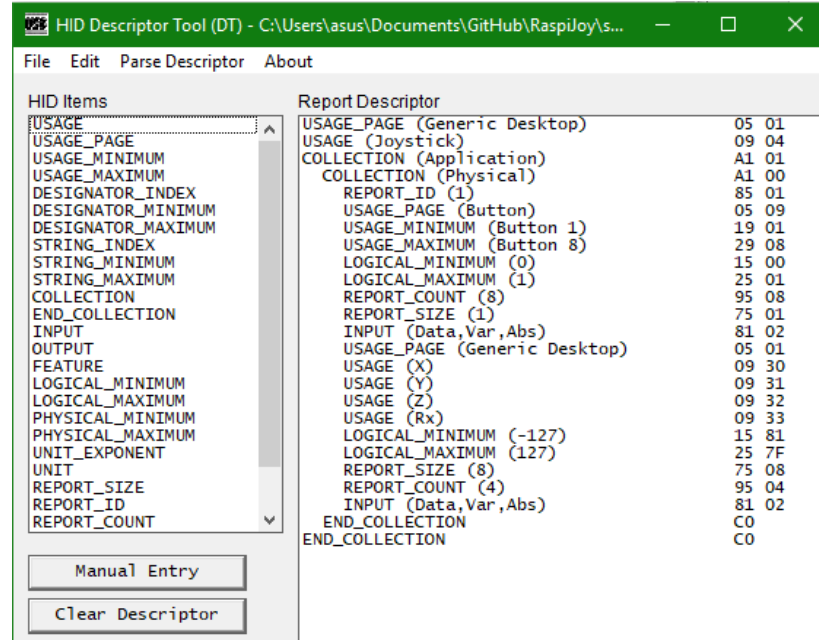 HID Descriptor Tool (DT) - C:\Users\asus\Documents\GitHub\RaspiJoy\s...
File Edit Parse Descriptor About
HID Items
USAGE
USAGE_PAGE
USAGE_MINIMUM
USAGE_MAXIMUM
DESIGNATOR_INDEX
DESIGNATOR_MINIMUM
DESIGNATOR_MAXIMUM
STRING_INDEX
STRING_MINIMUM
STRING_MAXIMUM
COLLECTION
END_COLLECTION
INPUT
OUTPUT
FEATURE
LOGICAL_MINIMUM
LOGICAL_MAXIMUM
PHYSICAL_MINIMUM
PHYSICAL_MAXIMUM
UNIT_EXPONENT
UNIT
REPORT_SIZE
REPORT_ID
REPORT_COUNT
Manual Entry
Clear Descriptor
Report Descriptor
USAGE_PAGE (Generic Desktop) 05 01
USAGE (Joystick) 09 04
COLLECTION (Application) A1 01
COLLECTION (Physical) A1 00
REPORT_ID (1) 85 01
USAGE_PAGE (Button) 05 09
USAGE_MINIMUM (Button 1) 19 01
USAGE_MAXIMUM (Button 8) 29 08
LOGICAL_MINIMUM (0) 15 00
LOGICAL_MAXIMUM (1) 25 01
REPORT_COUNT (8) 95 08
REPORT_SIZE (1) 75 01
INPUT (Data,Var,Abs) 81 02
USAGE_PAGE (Generic Desktop) 05 01
USAGE (X) 09 30
USAGE (Y) 09 31
USAGE (Z) 09 32
USAGE (Rx) 09 33
LOGICAL_MINIMUM (-127) 15 81
LOGICAL_MAXIMUM (127) 25 7F
REPORT_SIZE (8) 75 08
REPORT_COUNT (4) 95 04
INPUT (Data,Var,Abs) 81 02
END_COLLECTION C0
END_COLLECTION C0